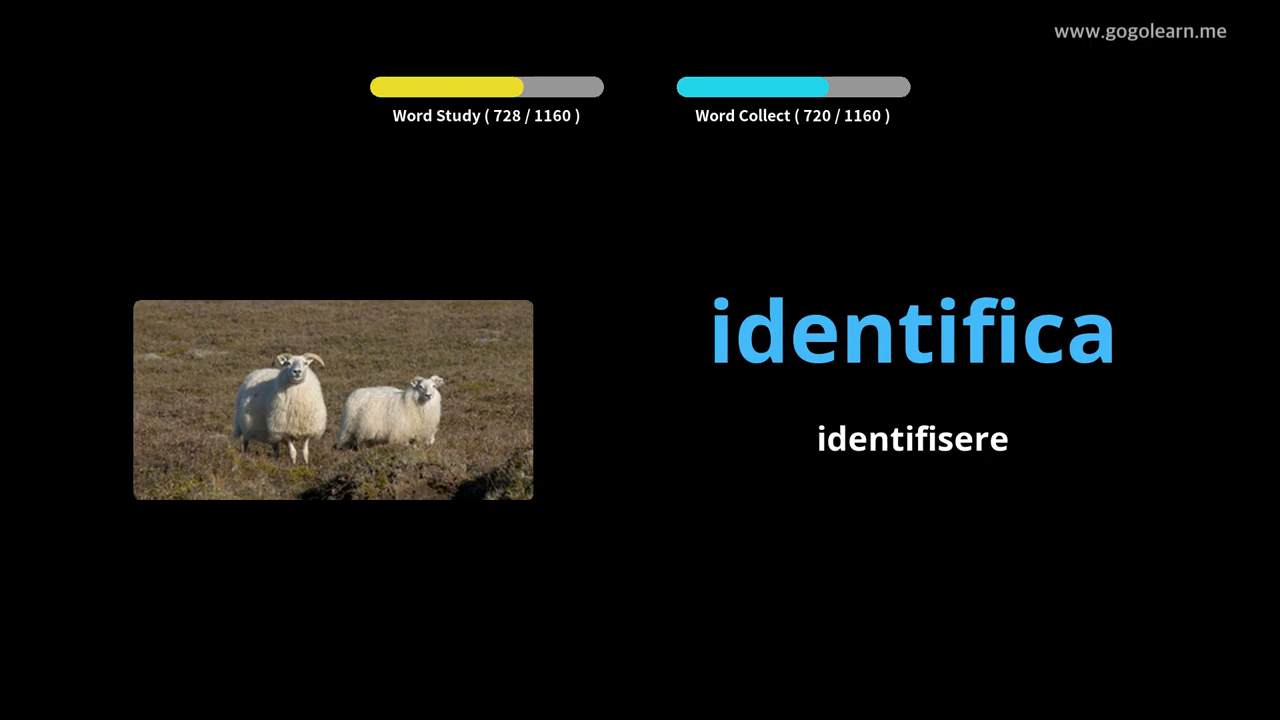 www.gogolearn.me
Word Study ( 728 / 1160 )
Word Collect ( 720 / 1160 )
identifica
identifisere